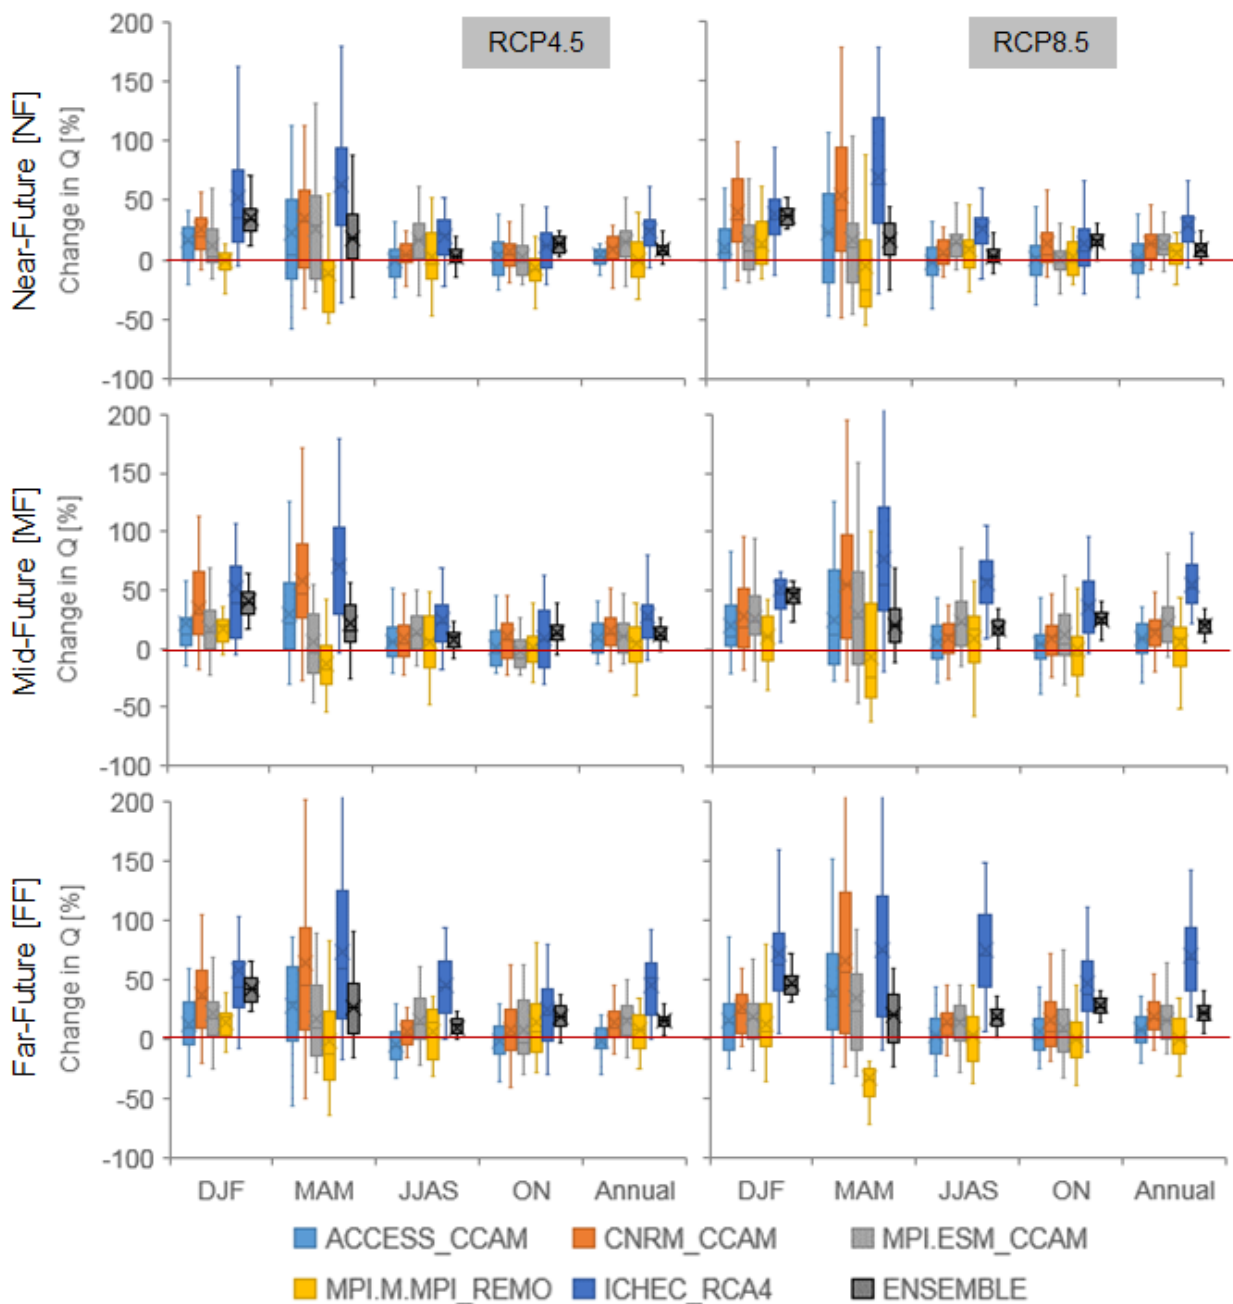 RCP4.5
RCP8.5
Near-Future [NF]
Change in Q [%]
200
150
100
50
0
-50
-100
Mid-Future [MF]
Change in Q [%]
200
150
100
50
0
-50
-100
Far-Future [FF]
Change in Q [%]
200
150
100
50
0
-50
-100
DJF MAM JJAS ON Annual DJF MAM JJAS ON Annual
ACCESS_CCAM CNRM_CCAM MPI.ESM_CCAM
MPI.M.MPI_REMO ICHEC_RCA4 ENSEMBLE